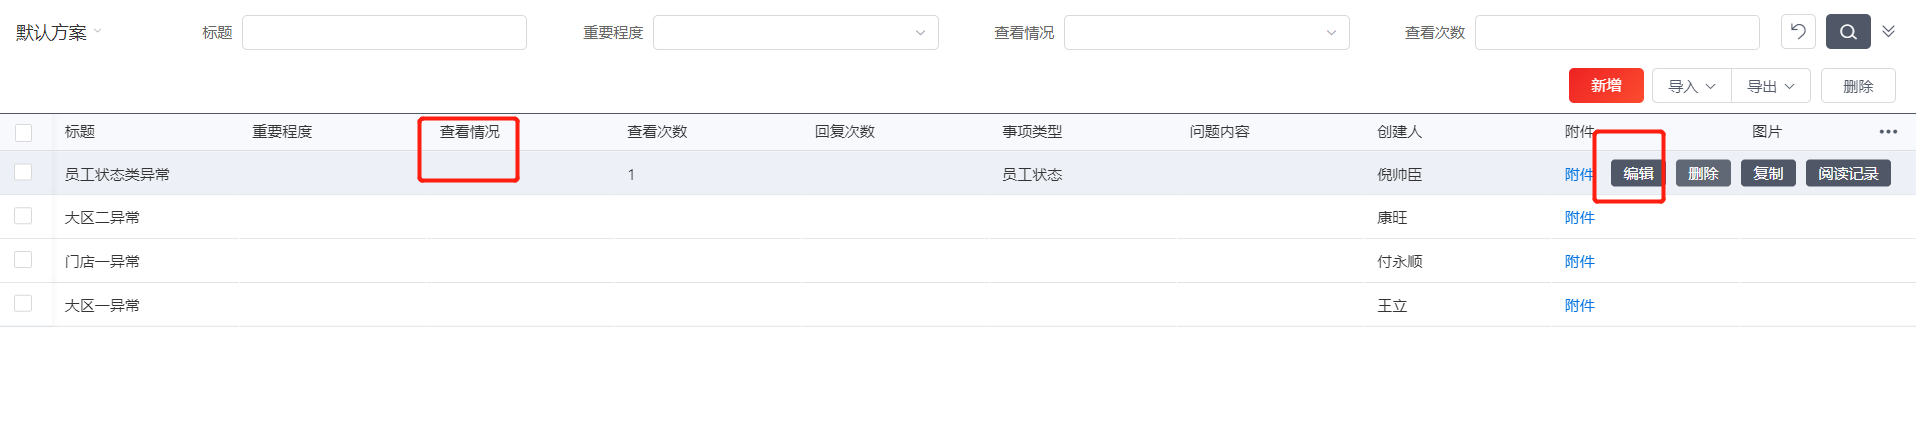 默认方案 标题 重要程度 查看情况 查看次数
新增 导入 导出 删除
标题 重要程度 查看情况 查看次数 回复次数 事项类型 问题内容 创建人 附件 图片
员工状态类异常 1 员工状态 倪帅臣 附件 编辑 删除 复制 阅读记录
大区二异常 康旺 附件
门店一异常 付永顺 附件
大区一异常 王立 附件